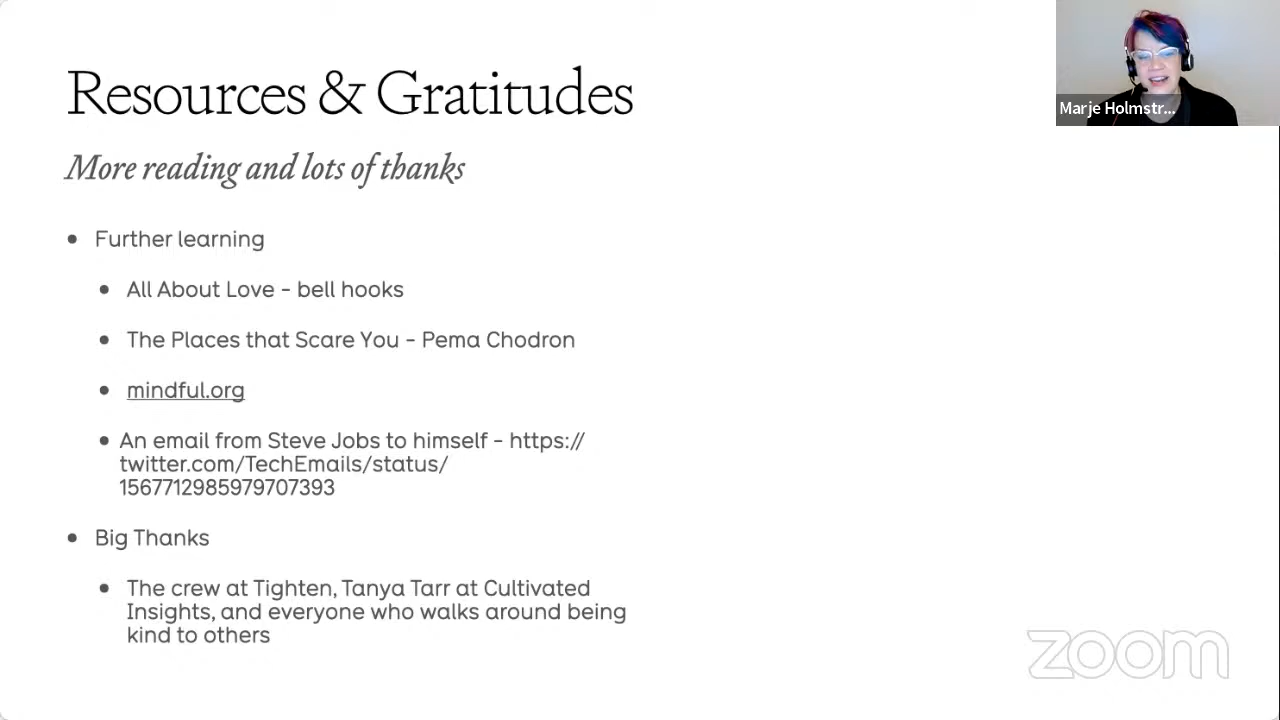 Resources & Gratitudes
Marje Holmstr...
More reading and lots of thanks
• Further learning
• All About Love - bell hooks
• The Places that Scare You - Pema Chodron
• mindful.org
• An email from Steve Jobs to himself - https://
twitter.com/TechEmails/status/
1567712985979707393
• Big Thanks
• The crew at Tighten, Tanya Tarr at Cultivated
Insights, and everyone who walks around being
kind to others
zoom